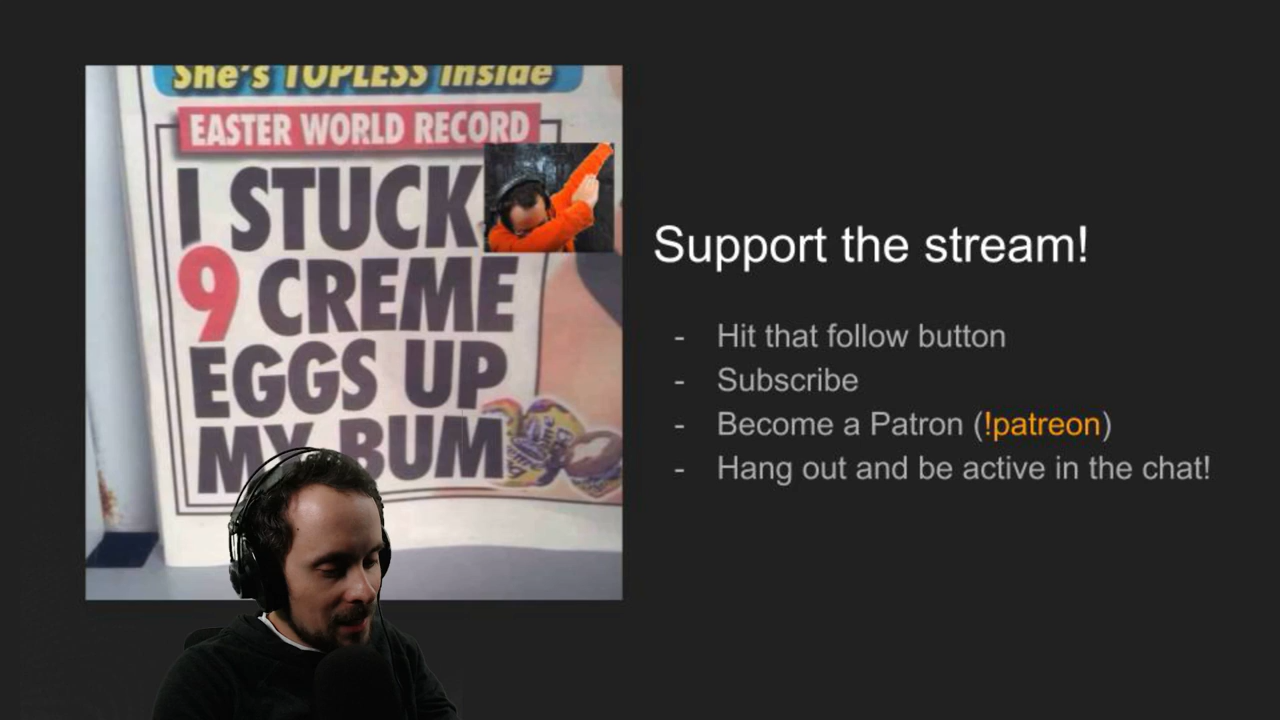 She's TOPLESS inside
EASTER WORLD RECORD
I STUCK
9 CREME
EGGS UP
MY BUM
Support the stream!
- Hit that follow button
- Subscribe
- Become a Patron (!patreon)
- Hang out and be active in the chat!